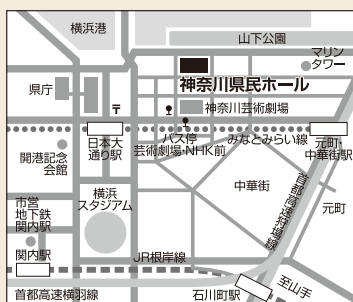 横浜港
山下公園
マリン
タワー
神奈川県民ホール
県庁
〒
神奈川芸術劇場
日本大
通り駅
バス停
芸術劇場・NHK前
みなとみらい線
元町・
中華街駅
開港記念
会館
中華街
首都高速狩場線
元町
横浜
スタジアム
市営
地下鉄
関内駅
関内駅
JR根岸線
首都高速横羽線
石川町駅
至山手